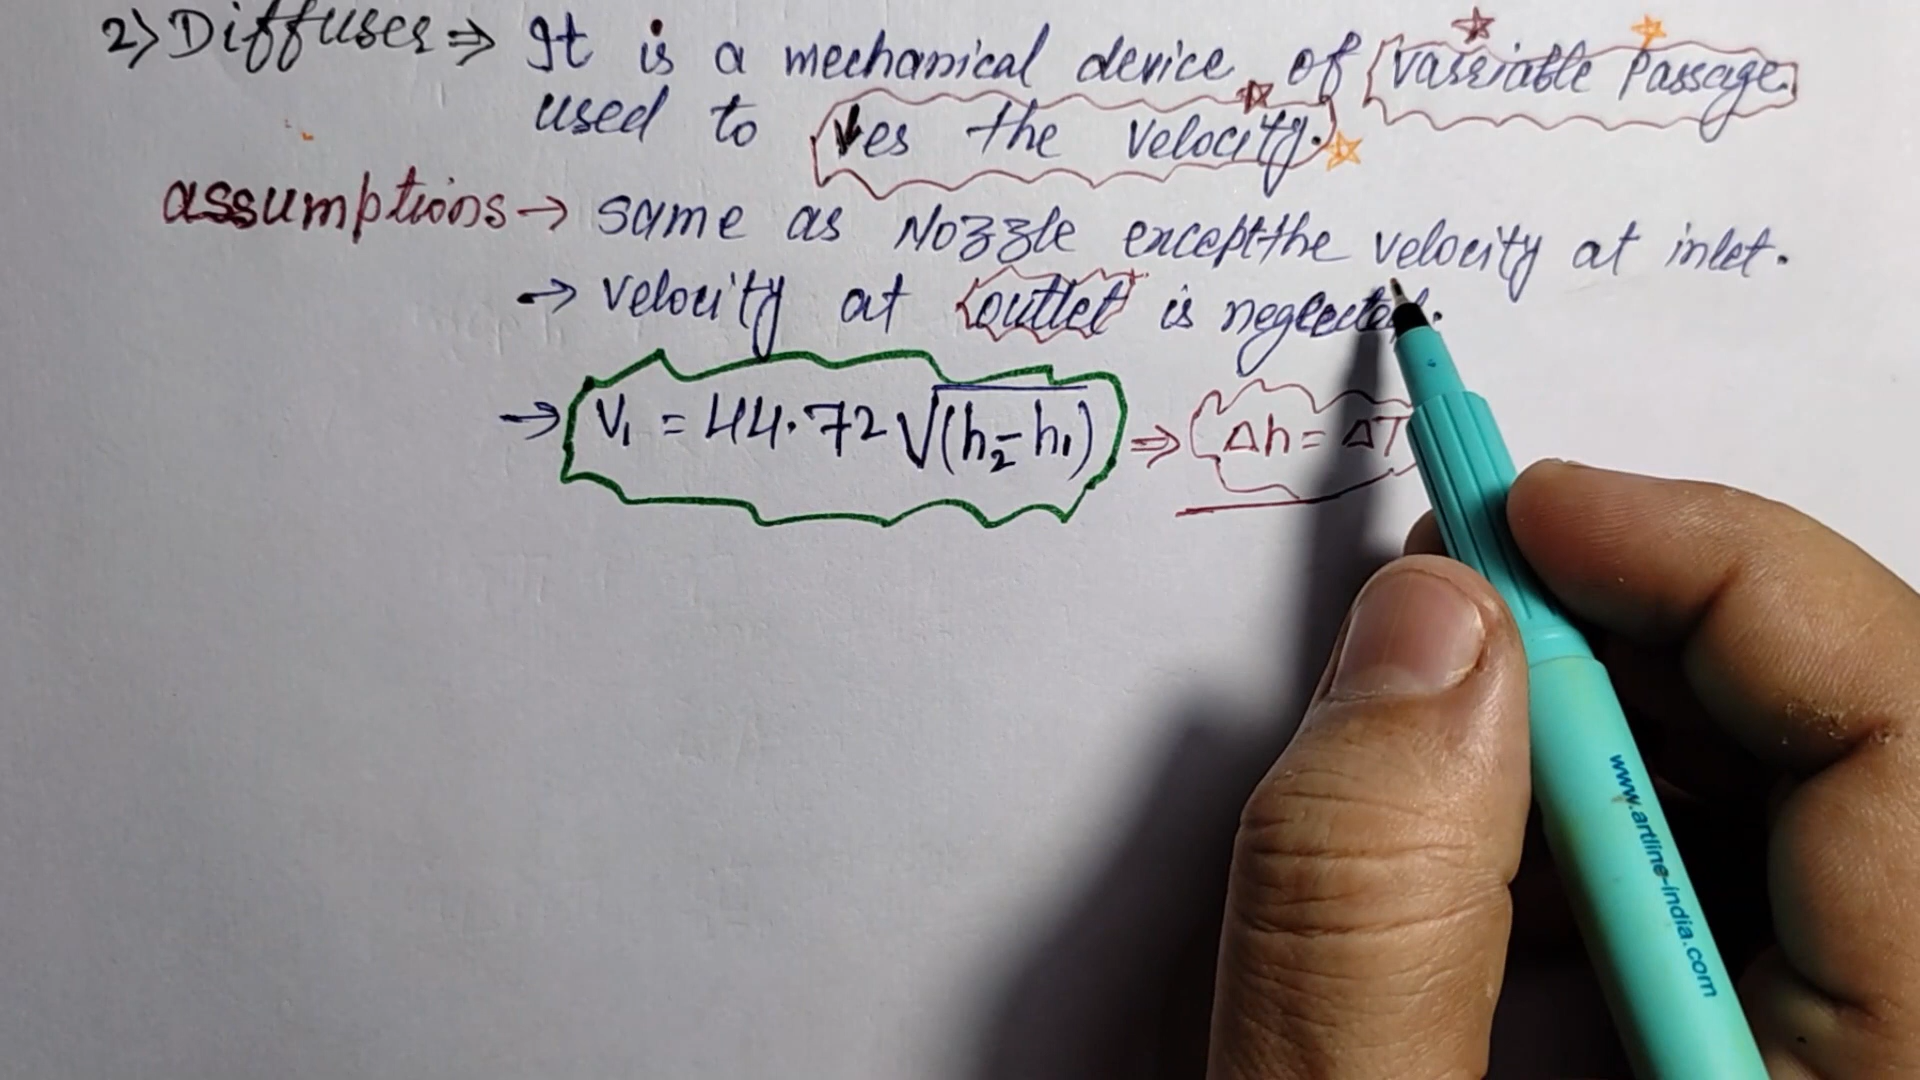 2) Diffuser ⇒ It is a mechanical device of variable Passage.
used to ↓es the velocity.
assumptions → same as Nozzle except the velocity at inlet.
→ velocity at outlet is neglected.
→ V₁ = 44.72 √(h₂ - h₁) ⇒ Δh = ΔT
www.artline-india.com